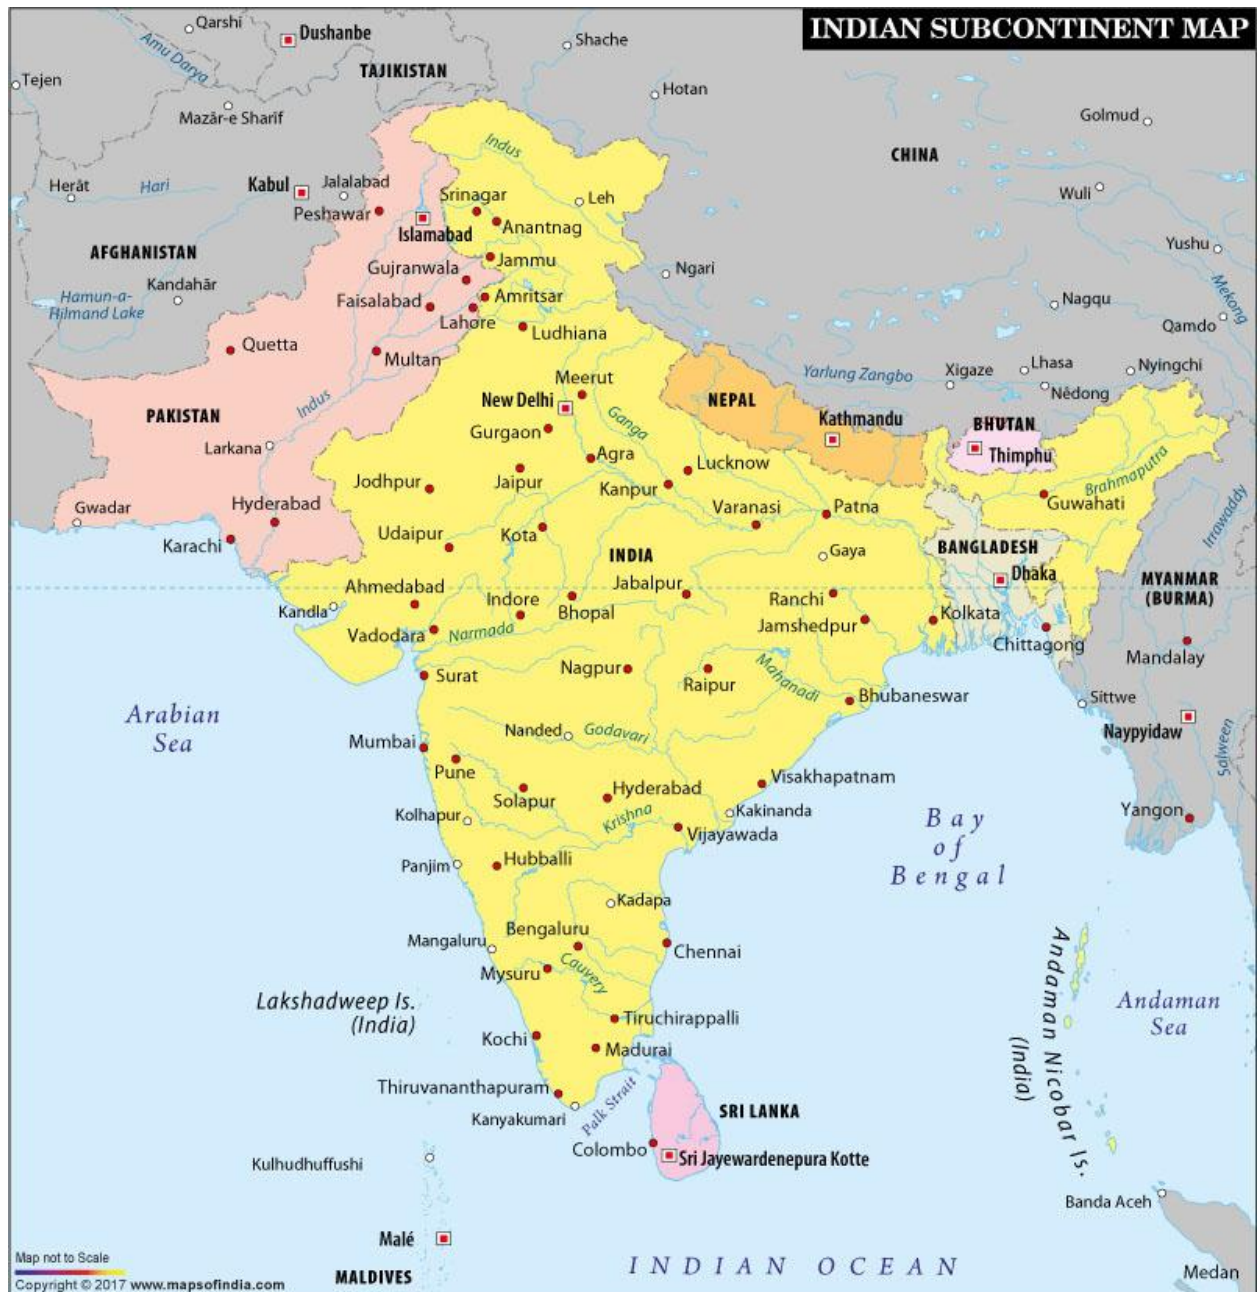 INDIAN SUBCONTINENT MAP
Qarshi
Dushanbe
Shache
Amu Darya
TAJIKISTAN
Tejen
Hotan
Mazār-e Sharīf
Golmud
CHINA
Indus
Herāt
Hari
Kabul
Jalalabad
Peshawar
Srinagar
Leh
Wuli
Islamabad
Anantnag
AFGHANISTAN
Jammu
Yushu
Gujranwala
Ngari
Kandahār
Mekong
Hamun-a-
Hilmand Lake
Faisalabad
Amritsar
Nagqu
Lahore
Ludhiana
Qamdo
Quetta
Multan
Lhasa
Nyingchi
Yarlung Zangbo
Xigaze
Nêdong
Meerut
New Delhi
NEPAL
PAKISTAN
Indus
Ganga
Kathmandu
BHUTAN
Gurgaon
Larkana
Agra
Thimphu
Lucknow
Brahmaputra
Jodhpur
Jaipur
Kanpur
Gwadar
Hyderabad
Varanasi
Patna
Guwahati
Irrawaddy
Karachi
Udaipur
Kota
INDIA
Gaya
BANGLADESH
Dhaka
Ahmedabad
Jabalpur
MYANMAR
(BURMA)
Kandla
Indore
Bhopal
Ranchi
Vadodara
Narmada
Jamshedpur
Kolkata
Chittagong
Mandalay
Surat
Nagpur
Raipur
Mahanadi
Bhubaneswar
Sittwe
Arabian
Sea
Naypyidaw
Salween
Nanded
Godavari
Mumbai
Pune
Visakhapatnam
Solapur
Hyderabad
Kolhapur
Krishna
Kakinanda
Yangon
Vijayawada
Bay
of
Bengal
Panjim
Hubballi
Kadapa
Mangaluru
Bengaluru
Chennai
Mysuru
Cauvery
Lakshadweep Is.
(India)
Andaman Nicobar Is.
(India)
Andaman
Sea
Tiruchirappalli
Kochi
Madurai
Thiruvananthapuram
Kanyakumari
Palk Strait
SRI LANKA
Colombo
Sri Jayewardenepura Kotte
Kulhudhuffushi
Banda Aceh
Malé
MALDIVES
INDIAN OCEAN
Medan
Map not to Scale
Copyright © 2017 www.mapsofindia.com